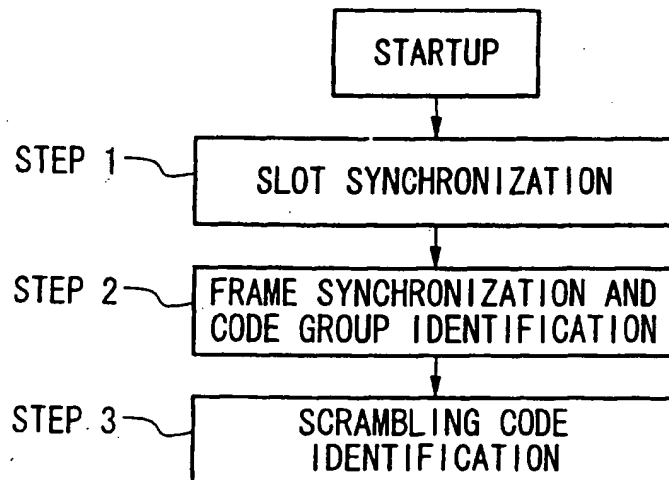 STARTUP
STEP 1
SLOT SYNCHRONIZATION
STEP 2
FRAME SYNCHRONIZATION AND
CODE GROUP IDENTIFICATION
STEP 3
SCRAMBLING CODE
IDENTIFICATION